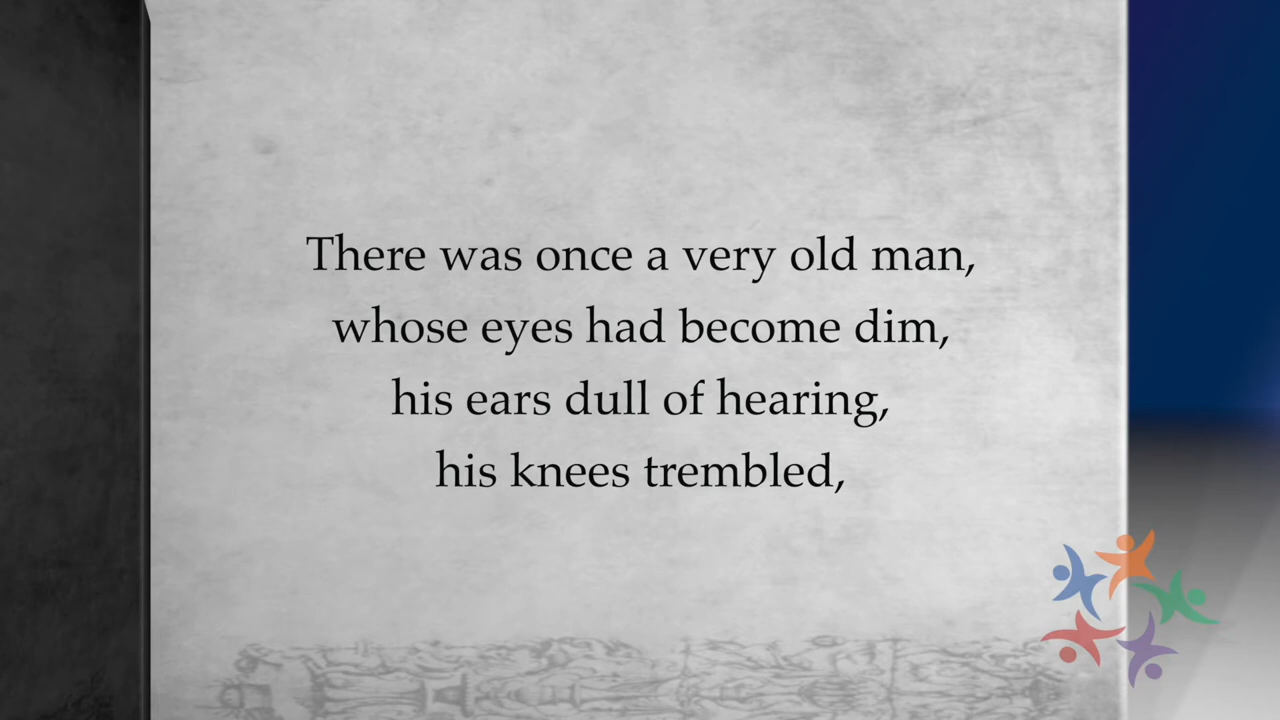 There was once a very old man,
whose eyes had become dim,
his ears dull of hearing,
his knees trembled,